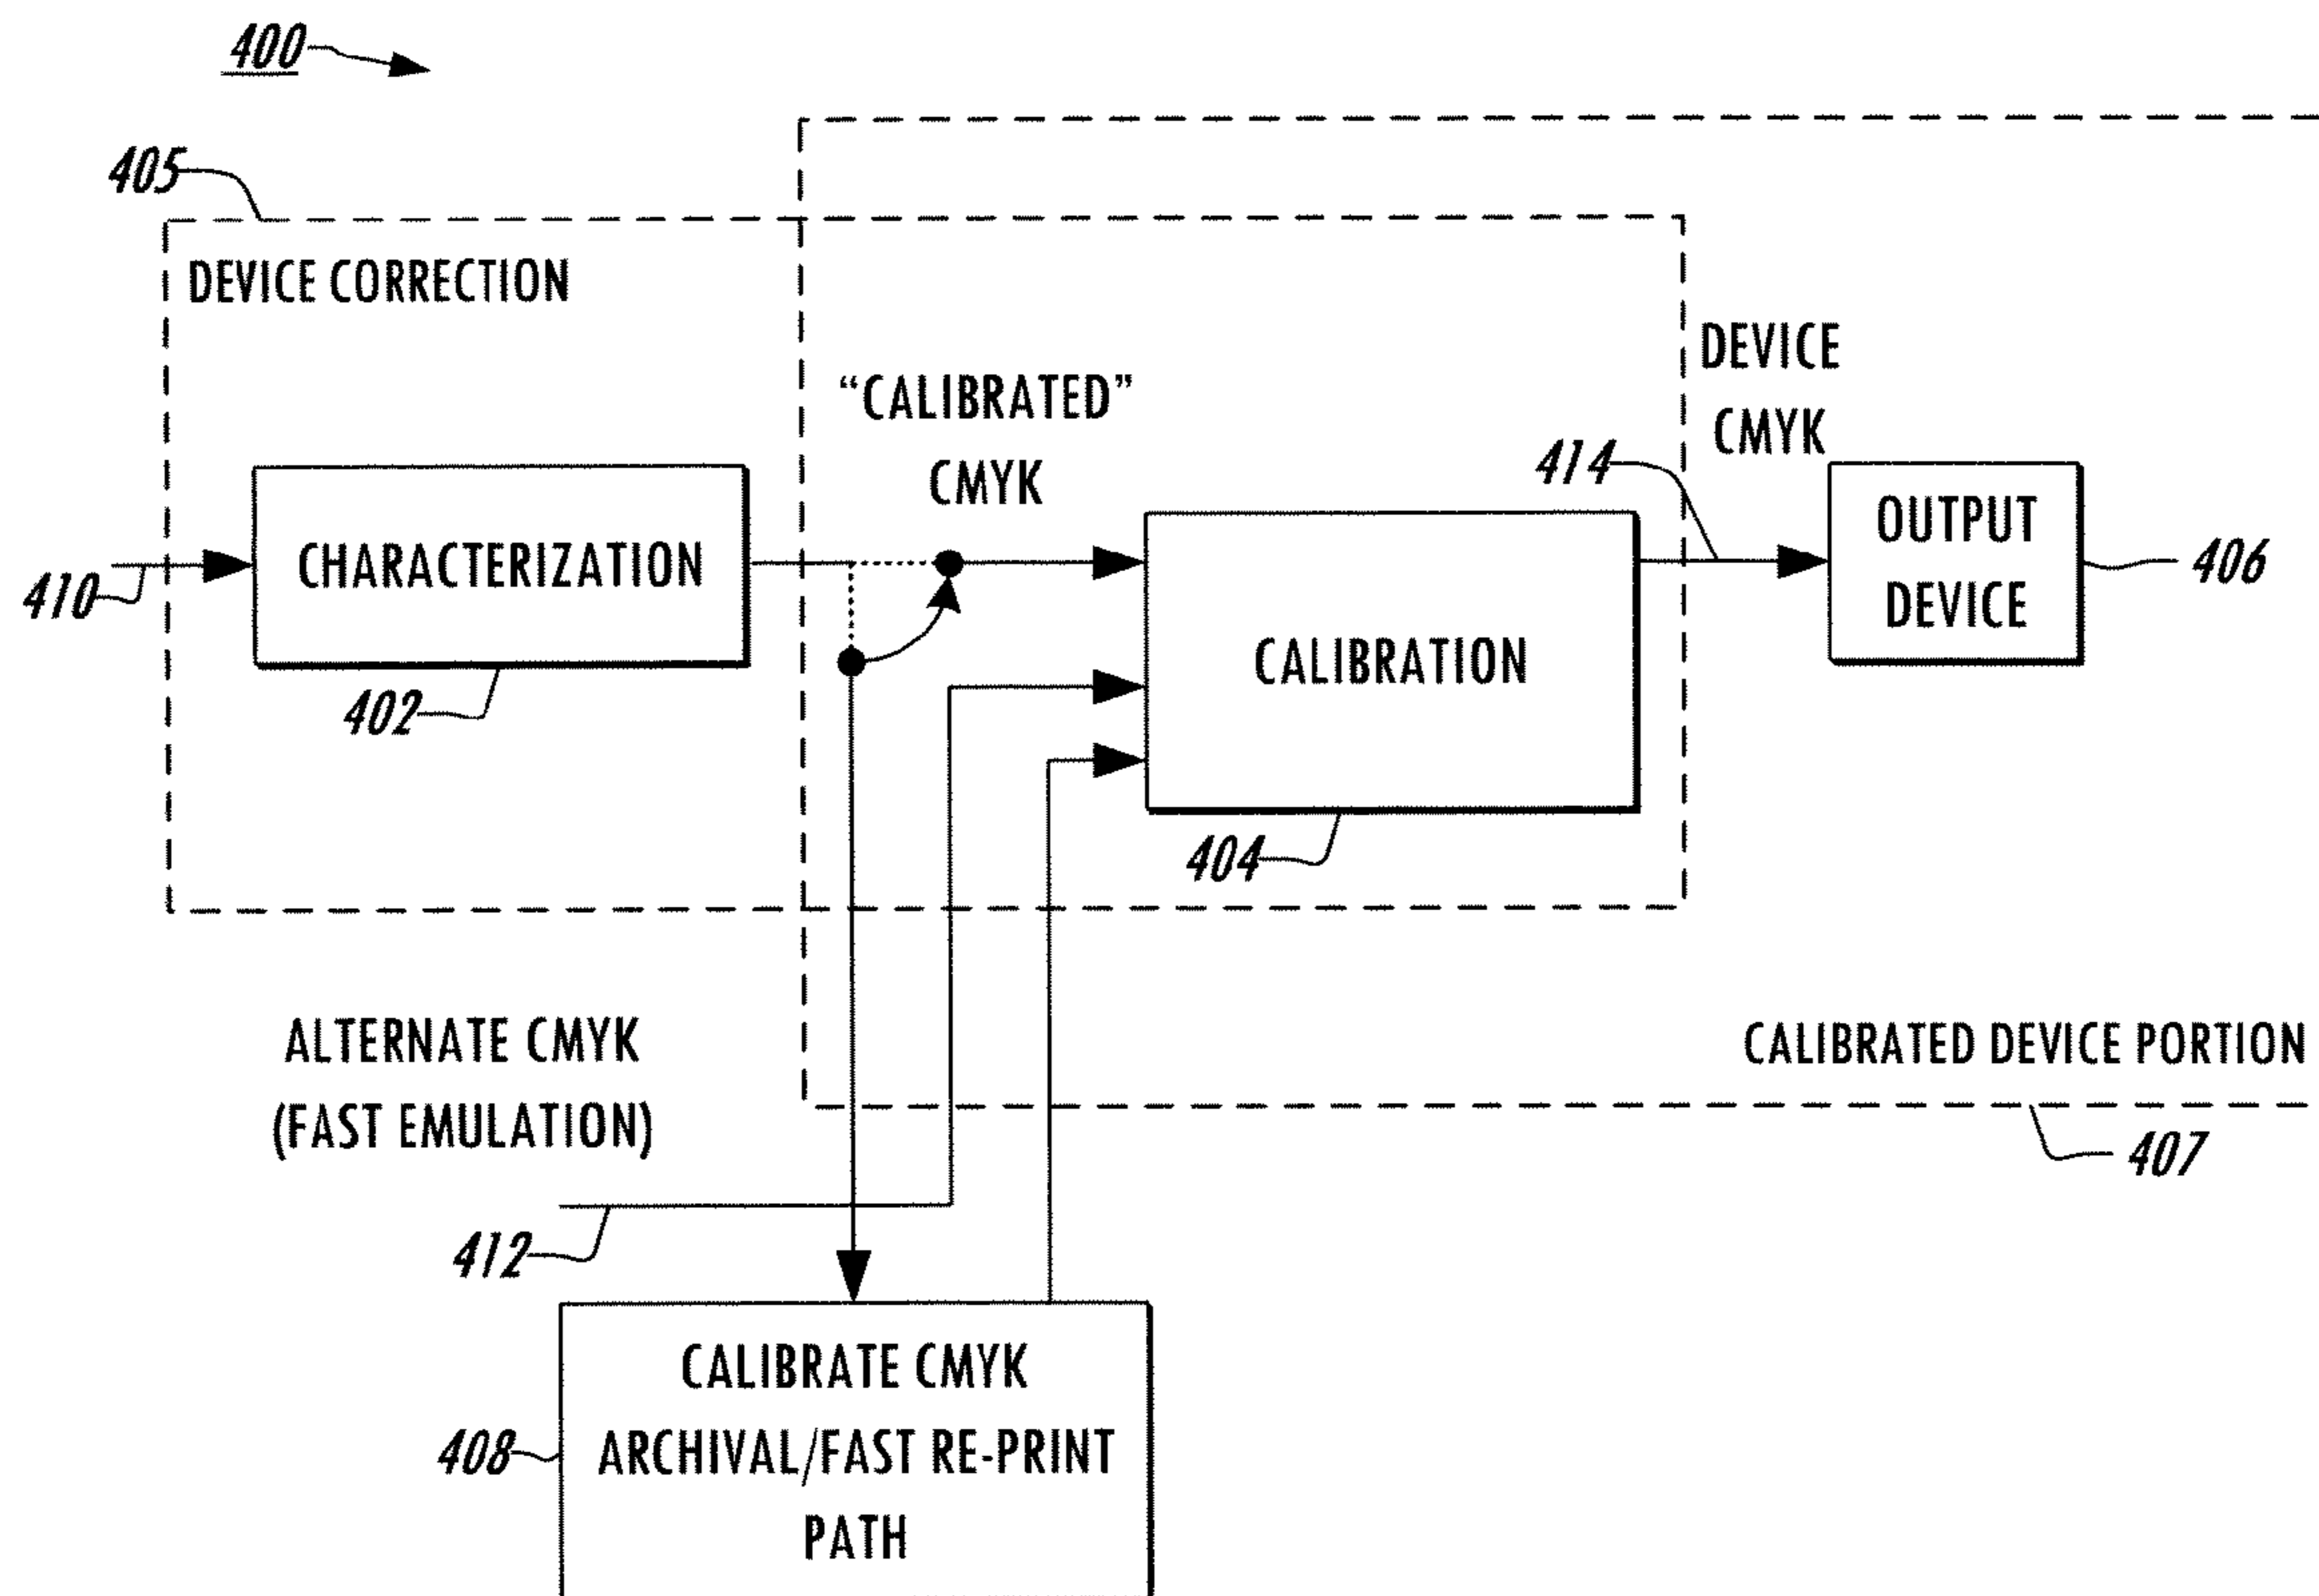 400
405
DEVICE CORRECTION
DEVICE
CMYK
“CALIBRATED”
CMYK
414
OUTPUT
DEVICE
CHARACTERIZATION
410
406
CALIBRATION
402
404
ALTERNATE CMYK
(FAST EMULATION)
CALIBRATED DEVICE PORTION
407
412
CALIBRATE CMYK
ARCHIVAL/FAST RE-PRINT
PATH
408